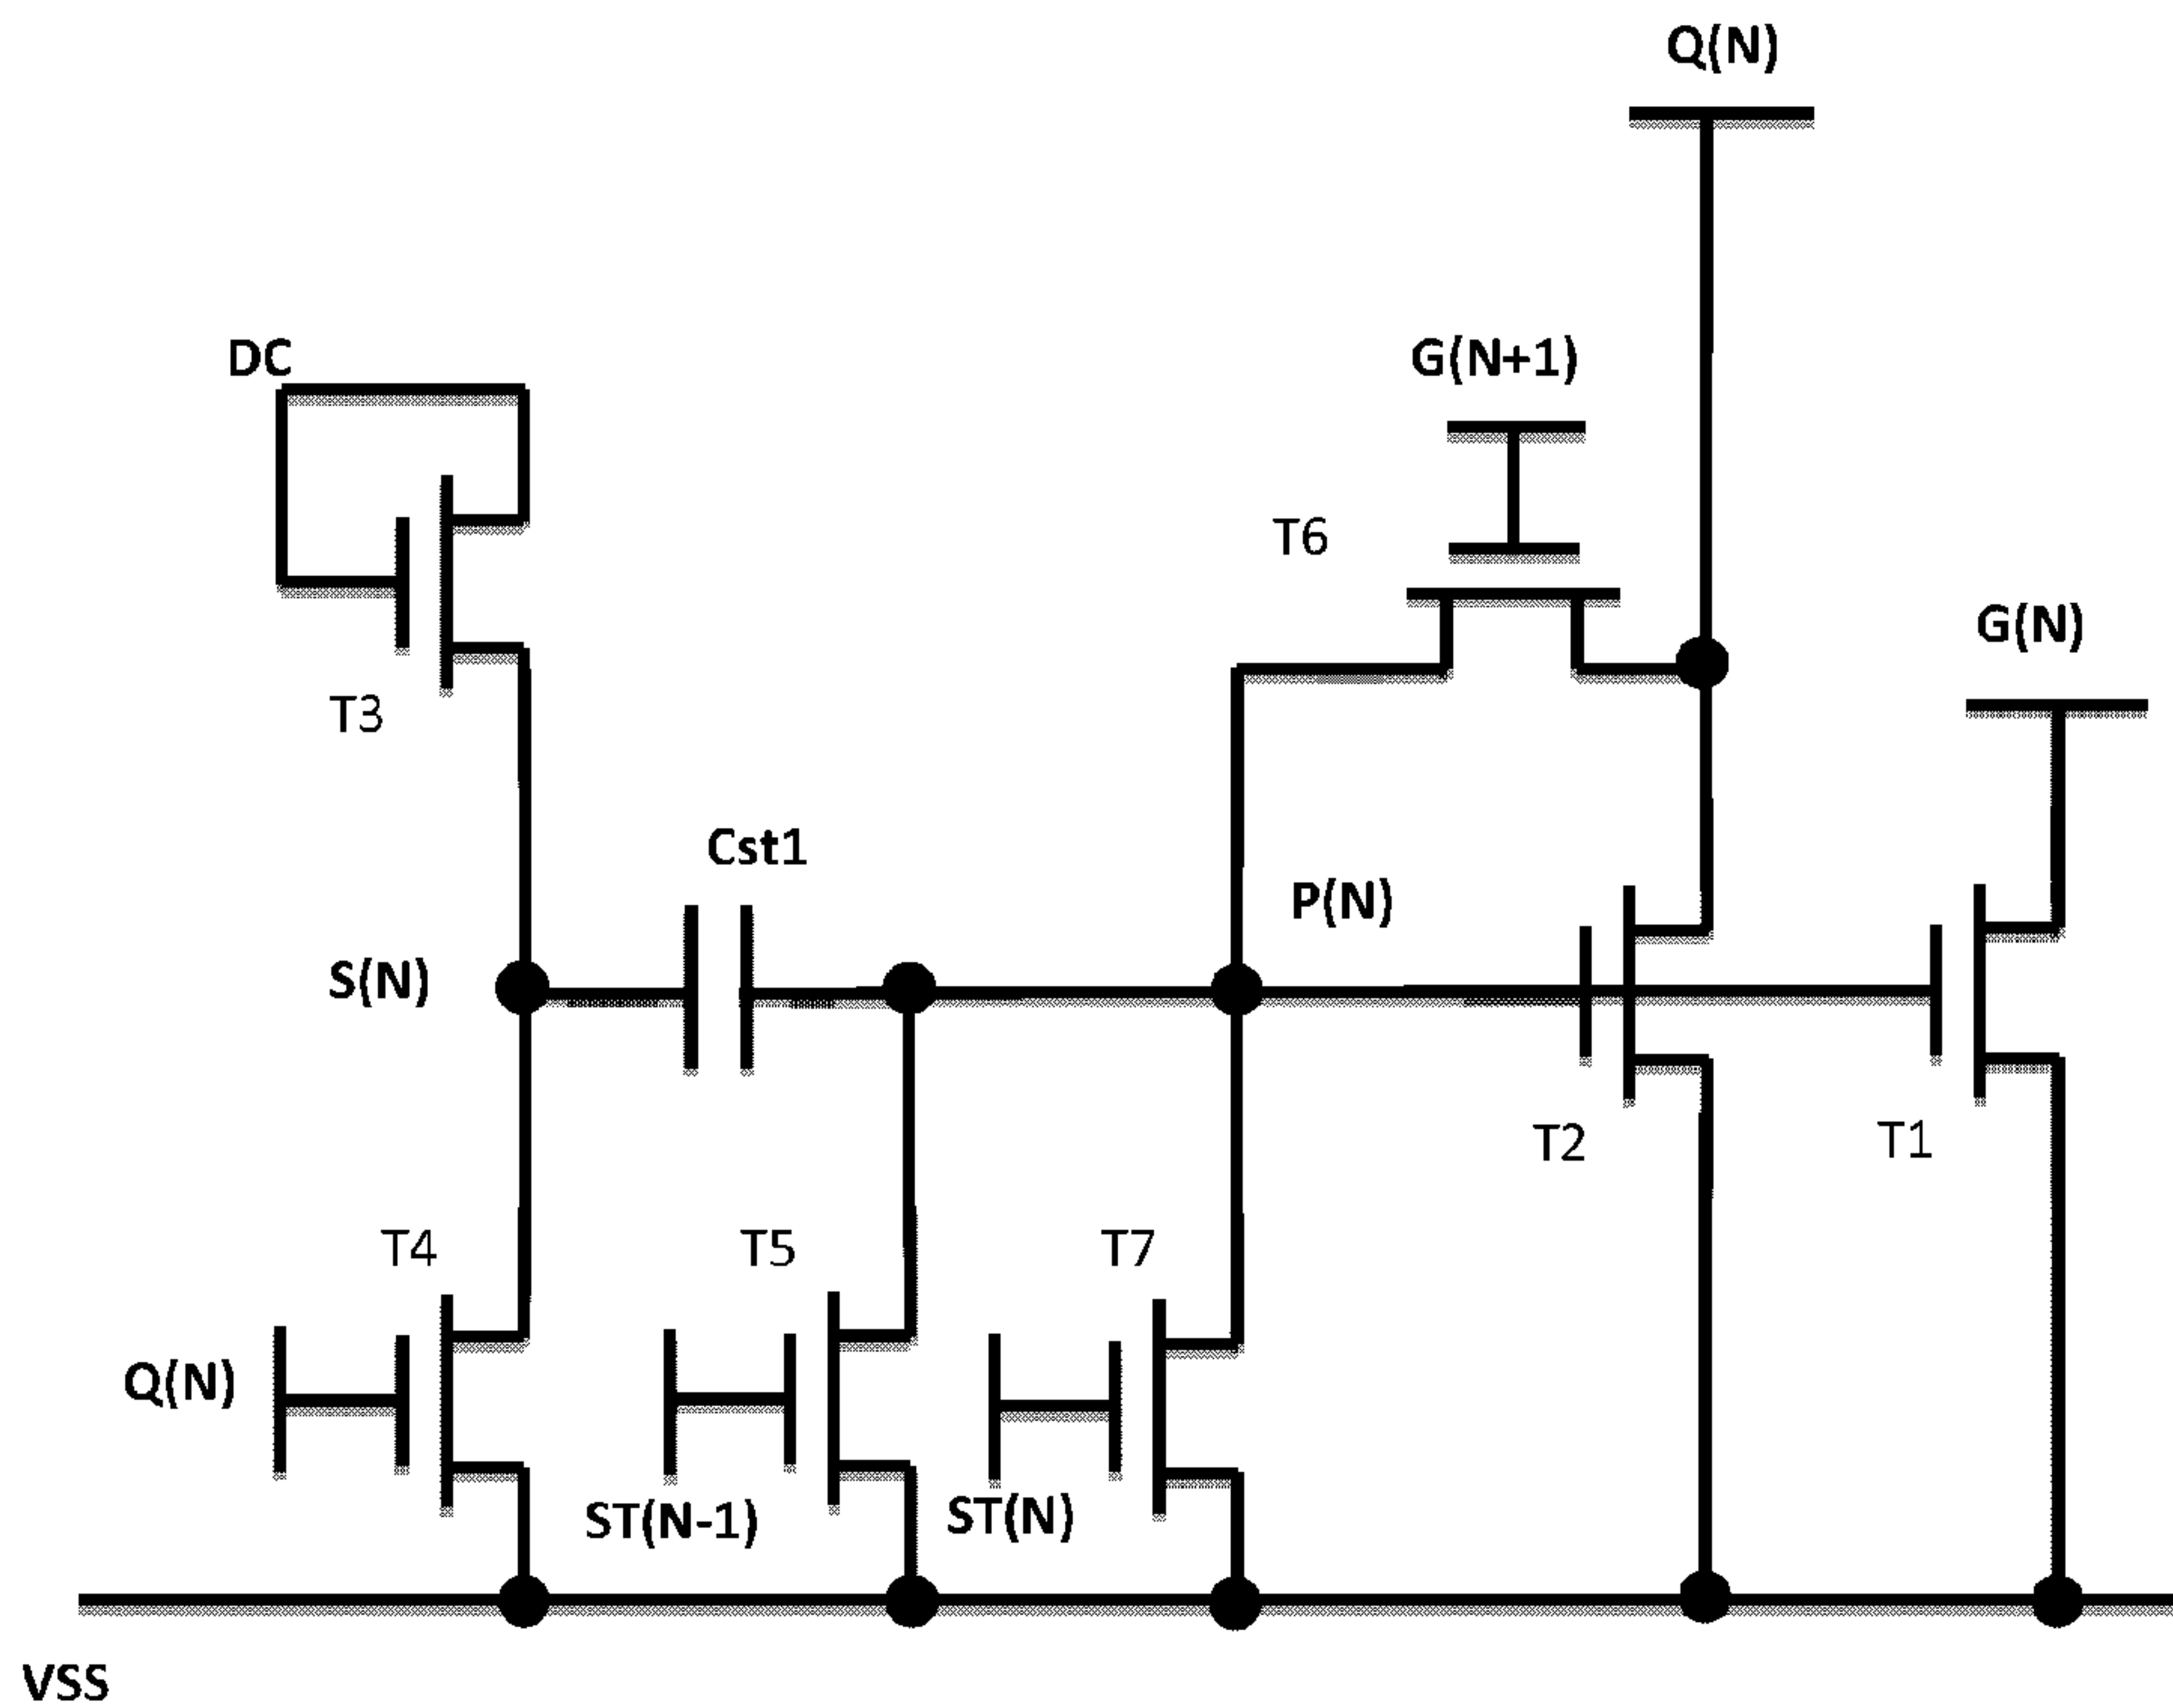 Q(N)
DC
G(N+1)
T6
G(N)
T3
Cst1
P(N)
S(N)
T2
T1
T4
T5
T7
Q(N)
ST(N-1)
ST(N)
VSS